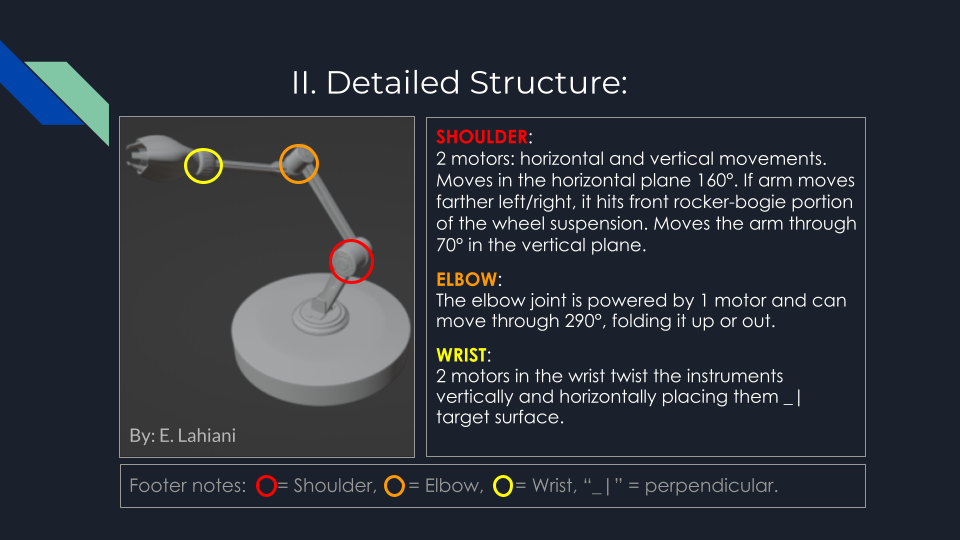 II. Detailed Structure:
SHOULDER:
2 motors: horizontal and vertical movements.
Moves in the horizontal plane 160°. If arm moves
farther left/right, it hits front rocker-bogie portion
of the wheel suspension. Moves the arm through
70° in the vertical plane.
ELBOW:
The elbow joint is powered by 1 motor and can
move through 290°, folding it up or out.
WRIST:
2 motors in the wrist twist the instruments
vertically and horizontally placing them _|
target surface.
By: E. Lahiani
Footer notes: = Shoulder, = Elbow, = Wrist, “_|” = perpendicular.